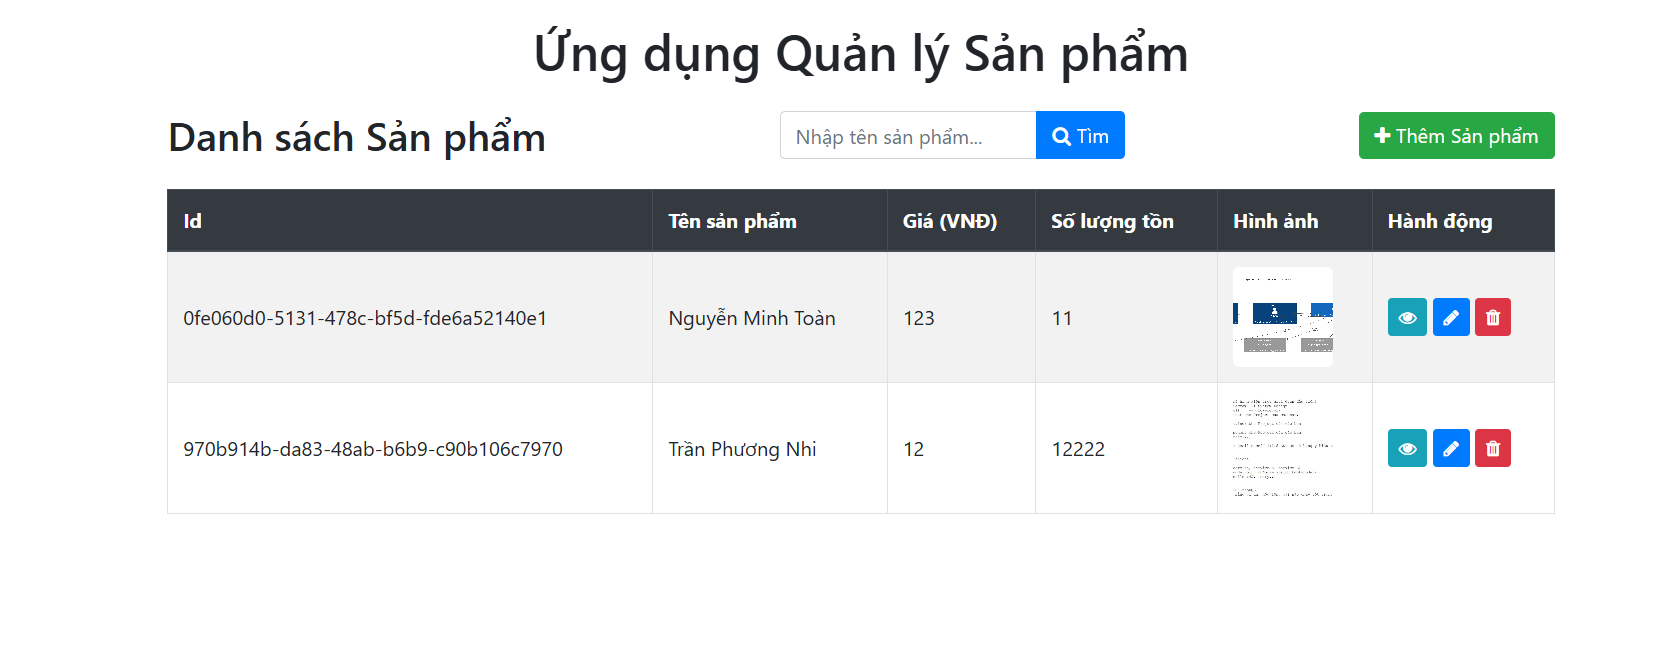 Ứng dụng Quản lý Sản phẩm
Danh sách Sản phẩm
Nhập tên sản phẩm...
Tìm
Thêm Sản phẩm
Id Tên sản phẩm Giá (VNĐ) Số lượng tồn Hình ảnh Hành động
0fe060d0-5131-478c-bf5d-fde6a52140e1 Nguyễn Minh Toàn 123 11
970b914b-da83-48ab-b6b9-c90b106c7970 Trần Phương Nhi 12 12222